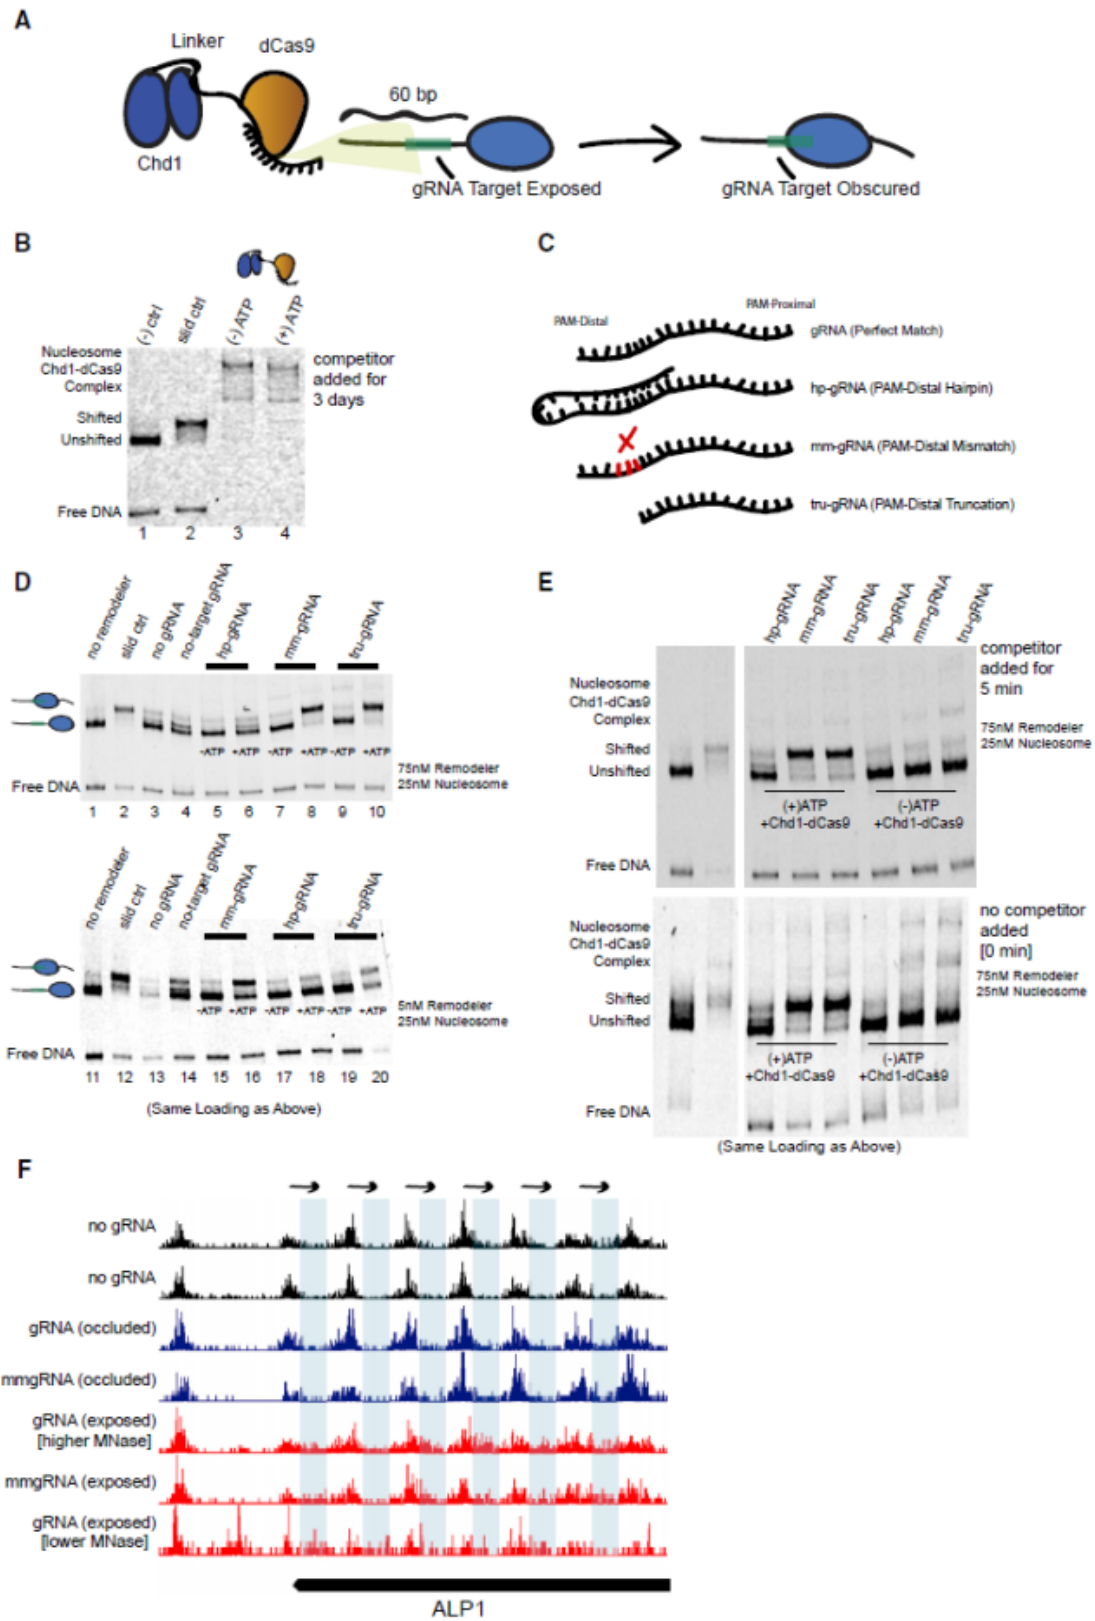 A
Linker
dCas9
60 bp
Chd1
gRNA Target Exposed
gRNA Target Obscured
B
(-) ctrl
slid ctrl
(-) ATP
(+) ATP
Nucleosome
Chd1-dCas9
Complex
Shifted
Unshifted
Free DNA
competitor
added for
3 days
1 2 3 4
C
PAM-Distal
PAM-Proximal
gRNA (Perfect Match)
hp-gRNA (PAM-Distal Hairpin)
mm-gRNA (PAM-Distal Mismatch)
tru-gRNA (PAM-Distal Truncation)
D
no remodeler
slid ctrl
no gRNA
no-target gRNA
hp-gRNA
mm-gRNA
tru-gRNA
-ATP +ATP -ATP +ATP -ATP +ATP
75nM Remodeler
25nM Nucleosome
Free DNA
1 2 3 4 5 6 7 8 9 10
no remodeler
slid ctrl
no gRNA
no-target gRNA
mm-gRNA
hp-gRNA
tru-gRNA
-ATP +ATP -ATP +ATP -ATP +ATP
5nM Remodeler
25nM Nucleosome
Free DNA
11 12 13 14 15 16 17 18 19 20
(Same Loading as Above)
E
hp-gRNA
mm-gRNA
tru-gRNA
hp-gRNA
mm-gRNA
tru-gRNA
competitor
added for
5 min
Nucleosome
Chd1-dCas9
Complex
75nM Remodeler
25nM Nucleosome
Shifted
Unshifted
(+)ATP
+Chd1-dCas9
(-)ATP
+Chd1-dCas9
Free DNA
no competitor
added
[0 min]
Nucleosome
Chd1-dCas9
Complex
75nM Remodeler
25nM Nucleosome
Shifted
Unshifted
(+)ATP
+Chd1-dCas9
(-)ATP
+Chd1-dCas9
Free DNA
(Same Loading as Above)
F
no gRNA
no gRNA
gRNA (occluded)
mmgRNA (occluded)
gRNA (exposed)
[higher MNase]
mmgRNA (exposed)
gRNA (exposed)
[lower MNase]
ALP1